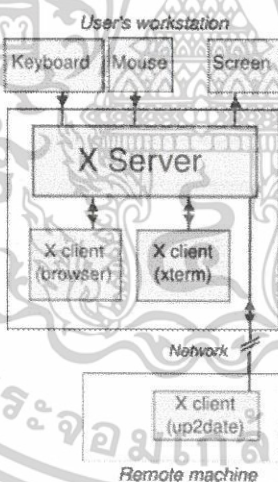 User's workstation
Keyboard Mouse Screen
X Server
X client
(browser)
X client
(xterm)
Network
X client
(up2date)
Remote machine